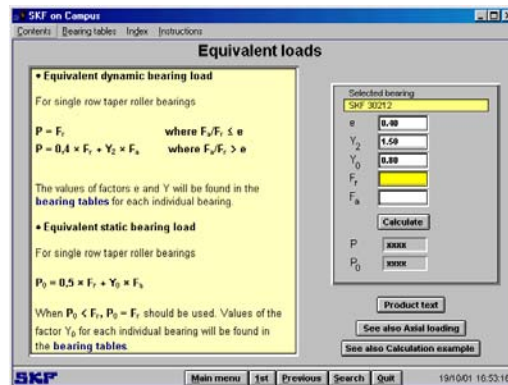 SKF on Campus
Contents Bearing tables Index Instructions
Equivalent loads
• Equivalent dynamic bearing load
For single row taper roller bearings
P = Fr where Fa/Fr ≤ e
P = 0,4 × Fr + Y2 × Fa where Fa/Fr > e
The values of factors e and Y will be found in the
bearing tables for each individual bearing.
• Equivalent static bearing load
For single row taper roller bearings
P0 = 0,5 × Fr + Y0 × Fa
When P0 < Fr, P0 = Fr should be used. Values of the
factor Y0 for each individual bearing will be found in
the bearing tables.
Selected bearing
SKF 30212
e 0.40
Y2 1.50
Y0 0.80
Fr
Fa
Calculate
P xxxx
P0 xxxx
Product text
See also Axial loading
See also Calculation example
SKF Main menu 1st Previous Search Quit 19/10/01 16:53:16